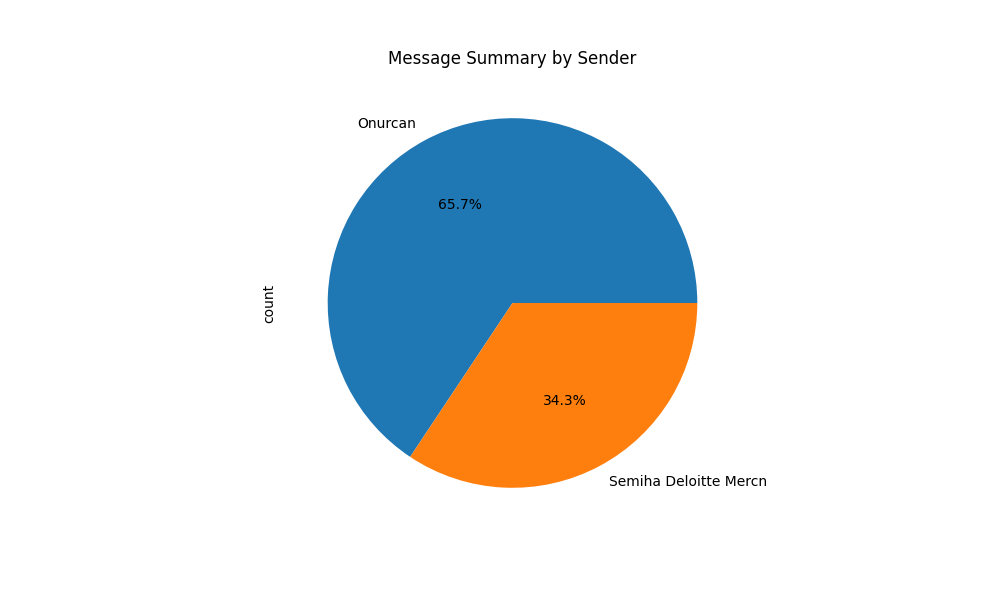 Message Summary by Sender
Onurcan
65.7%
count
34.3%
Semiha Deloitte Mercn